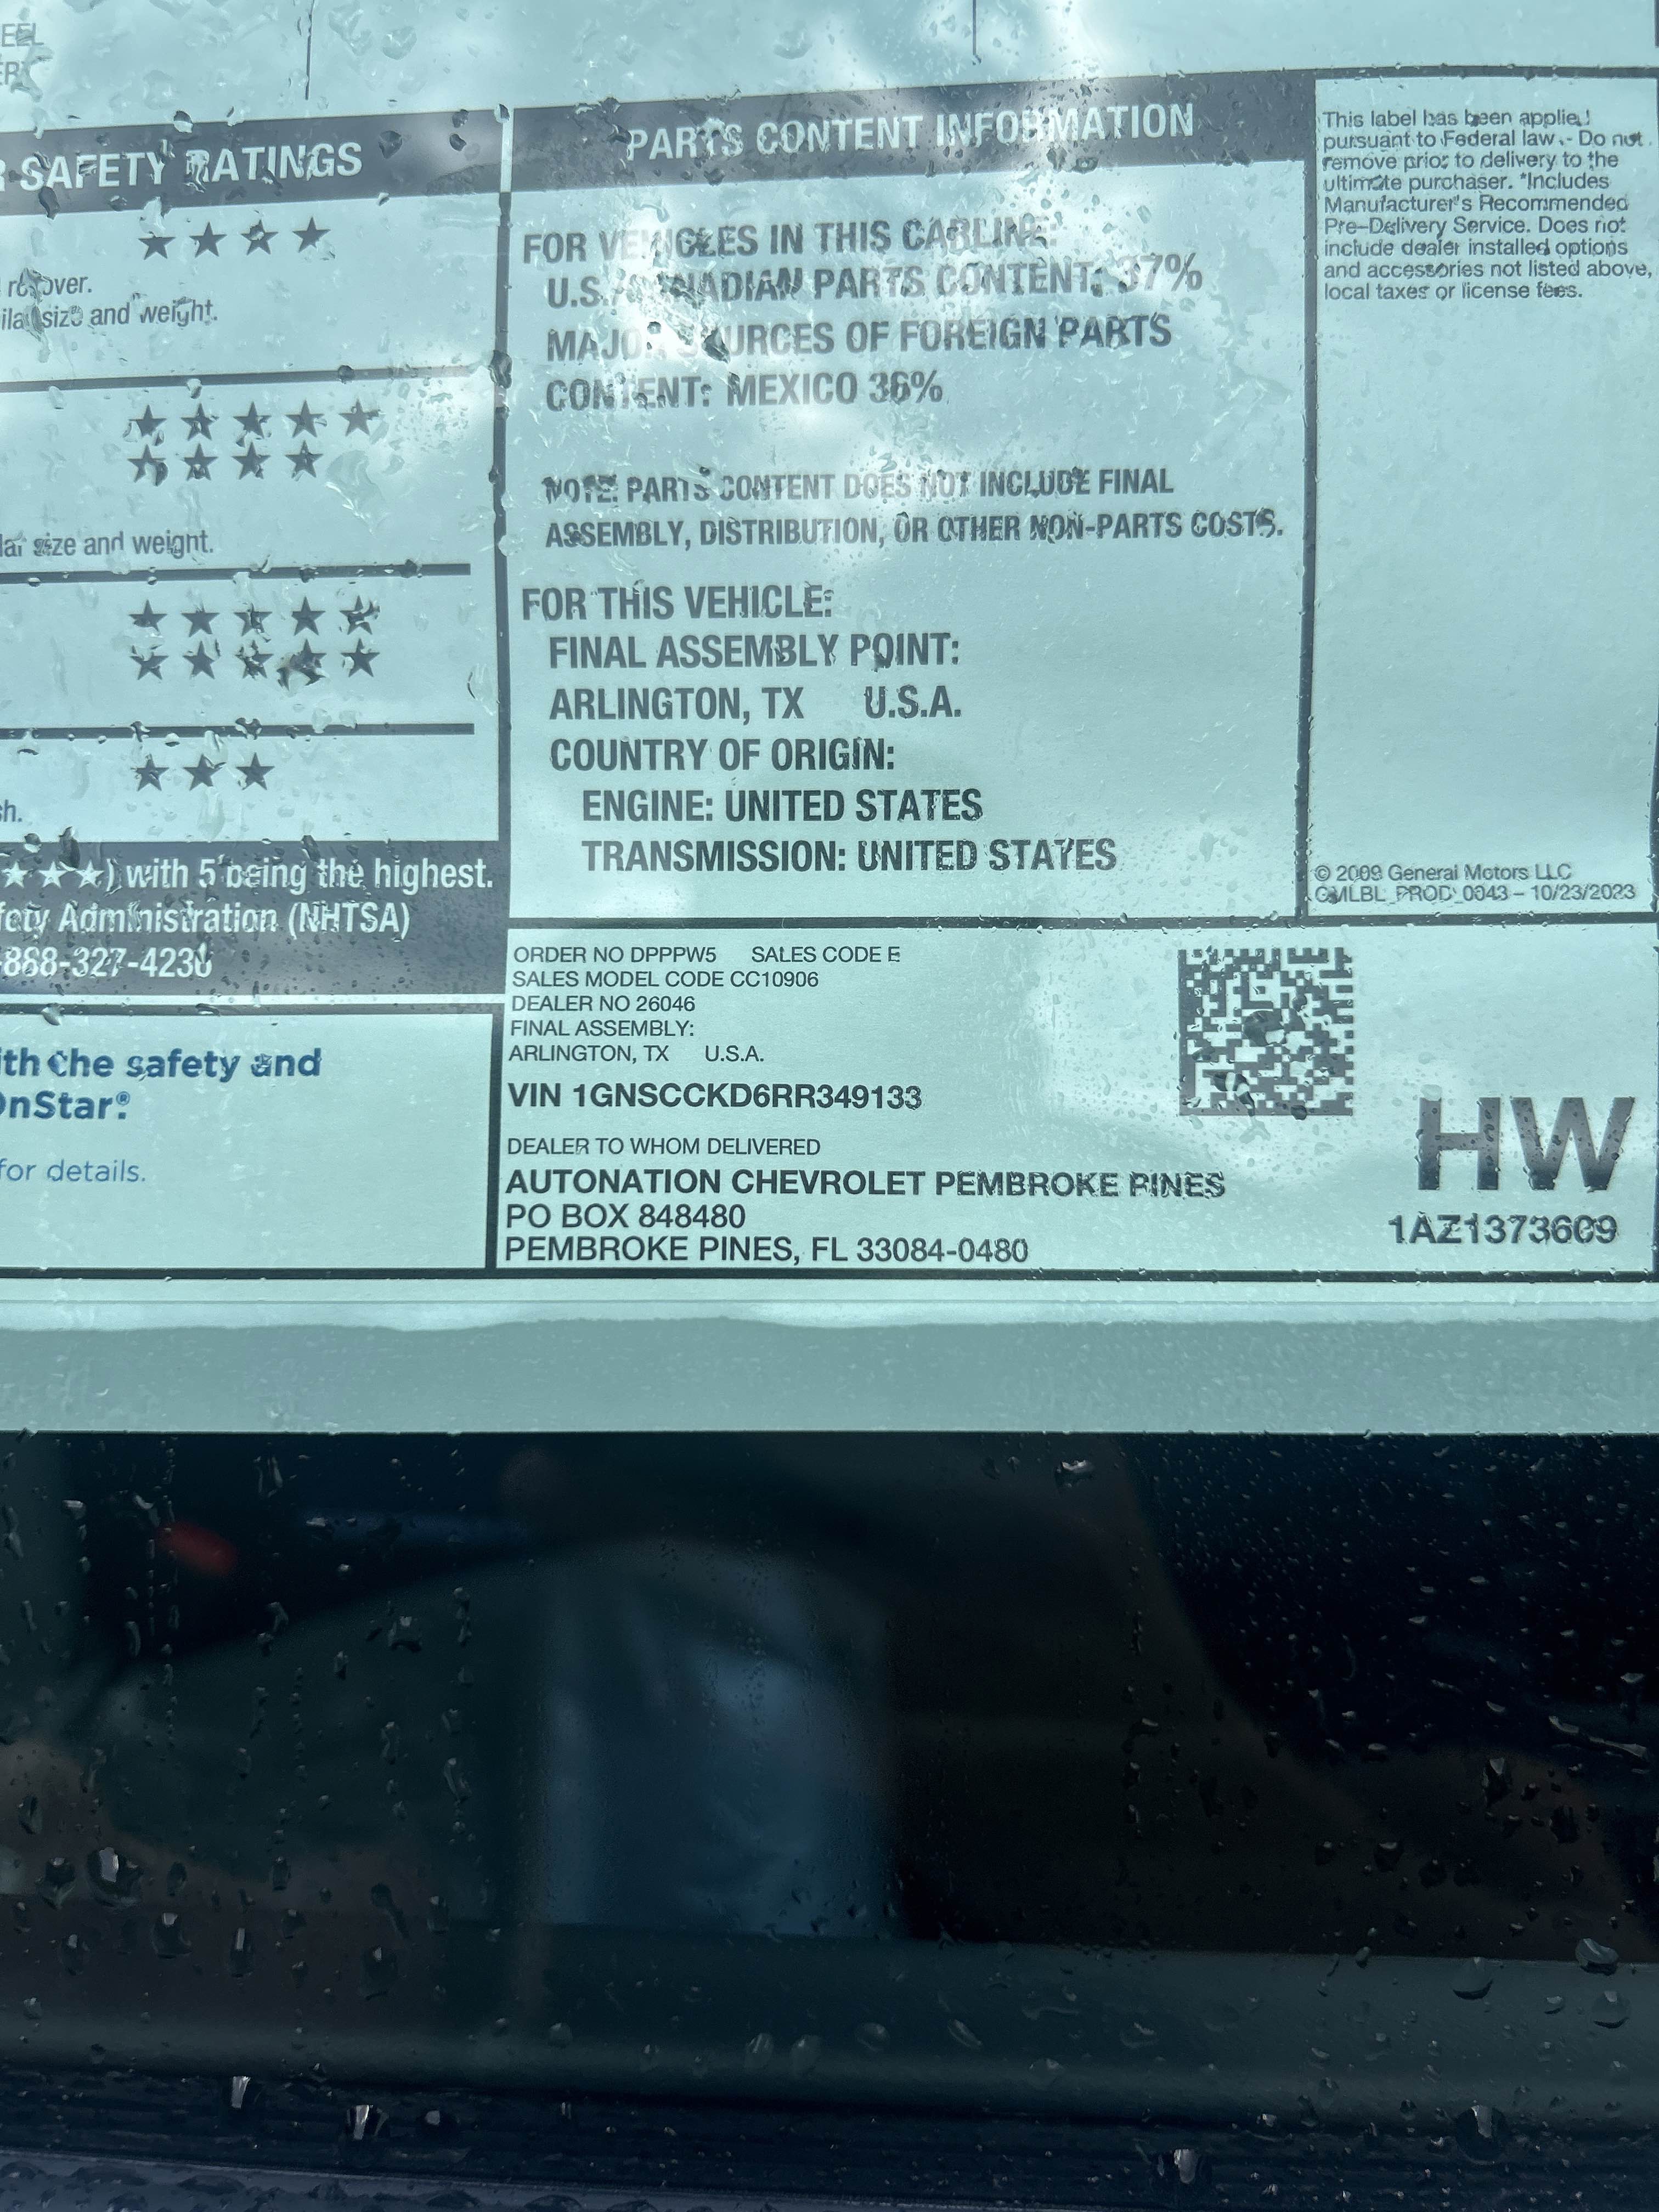 EEL
SAFETY RATINGS
★ ★ ★ ★
rollover.
size and weight.
★ ★ ★ ★ ★
★ ★ ★ ★
size and weight.
★ ★ ★ ★ ★
★ ★ ★ ★ ★
★ ★ ★
★ ★ ★) with 5 being the highest.
Administration (NHTSA)
-868-327-4236
the safety and
OnStar.®
for details.
PARTS CONTENT INFORMATION
FOR VEHICLES IN THIS CARLINE:
U.S./CANADIAN PARTS CONTENT: 37%
MAJOR SOURCES OF FOREIGN PARTS
CONTENT: MEXICO 36%
NOTE: PARTS CONTENT DOES NOT INCLUDE FINAL
ASSEMBLY, DISTRIBUTION, OR OTHER NON-PARTS COSTS.
FOR THIS VEHICLE:
FINAL ASSEMBLY POINT:
ARLINGTON, TX U.S.A.
COUNTRY OF ORIGIN:
ENGINE: UNITED STATES
TRANSMISSION: UNITED STATES
This label has been applied
pursuant to Federal law - Do not
remove prior to delivery to the
ultimate purchaser. *Includes
Manufacturer's Recommended
Pre-Delivery Service. Does not
include dealer installed options
and accessories not listed above,
local taxes or license fees.
© 2009 General Motors LLC
GMLBL_PROD_0043 - 10/23/2023
ORDER NO DPPPW5 SALES CODE E
SALES MODEL CODE CC10906
DEALER NO 26046
FINAL ASSEMBLY:
ARLINGTON, TX U.S.A.
VIN 1GNSCCKD6RR349133
DEALER TO WHOM DELIVERED
AUTONATION CHEVROLET PEMBROKE PINES
PO BOX 848480
PEMBROKE PINES, FL 33084-0480
HW
1AZ1373609